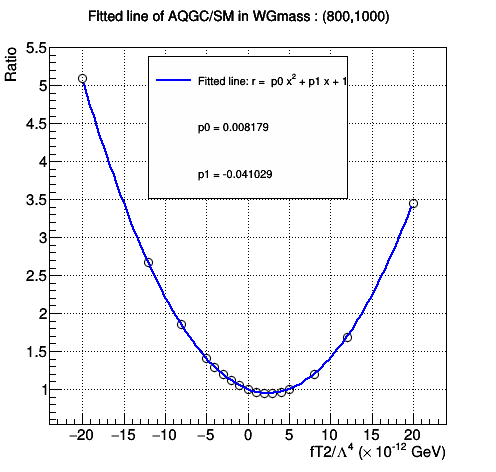 Fitted line of AQGC/SM in WGmass : (800,1000)
Ratio
5.5
5
4.5
4
3.5
3
2.5
2
1.5
1
Fitted line: r = p0 x² + p1 x + 1
p0 = 0.008179
p1 = -0.041029
−20 −15 −10 −5 0 5 10 15 20
fT2/Λ⁴ (× 10⁻¹² GeV)